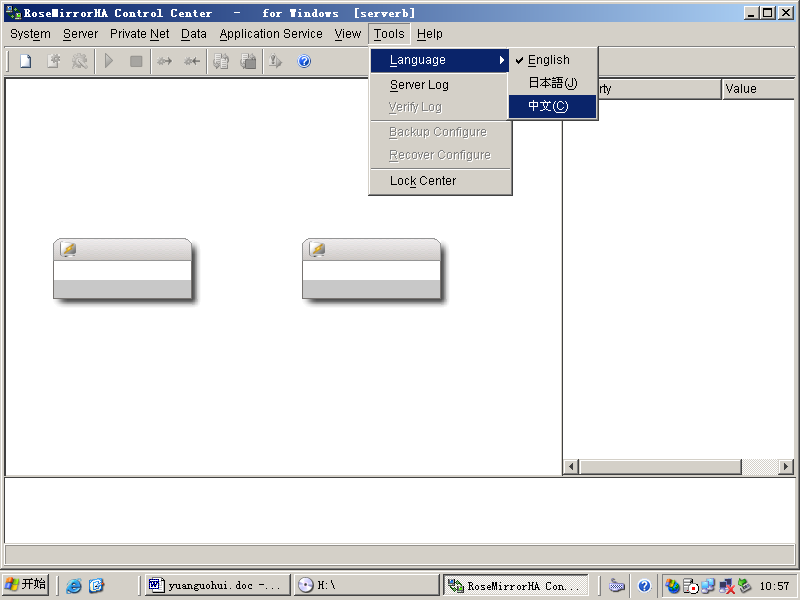 RoseMirrorHA Control Center - for Windows [serverb]
System Server Private Net Data Application Service View Tools Help
Language
English
Server Log
日本語(J)
Verify Log
中文(C)
Backup Configure
Recover Configure
Lock Center
rty Value
开始 yuanguohui.doc -... H:\ RoseMirrorHA Con... 10:57